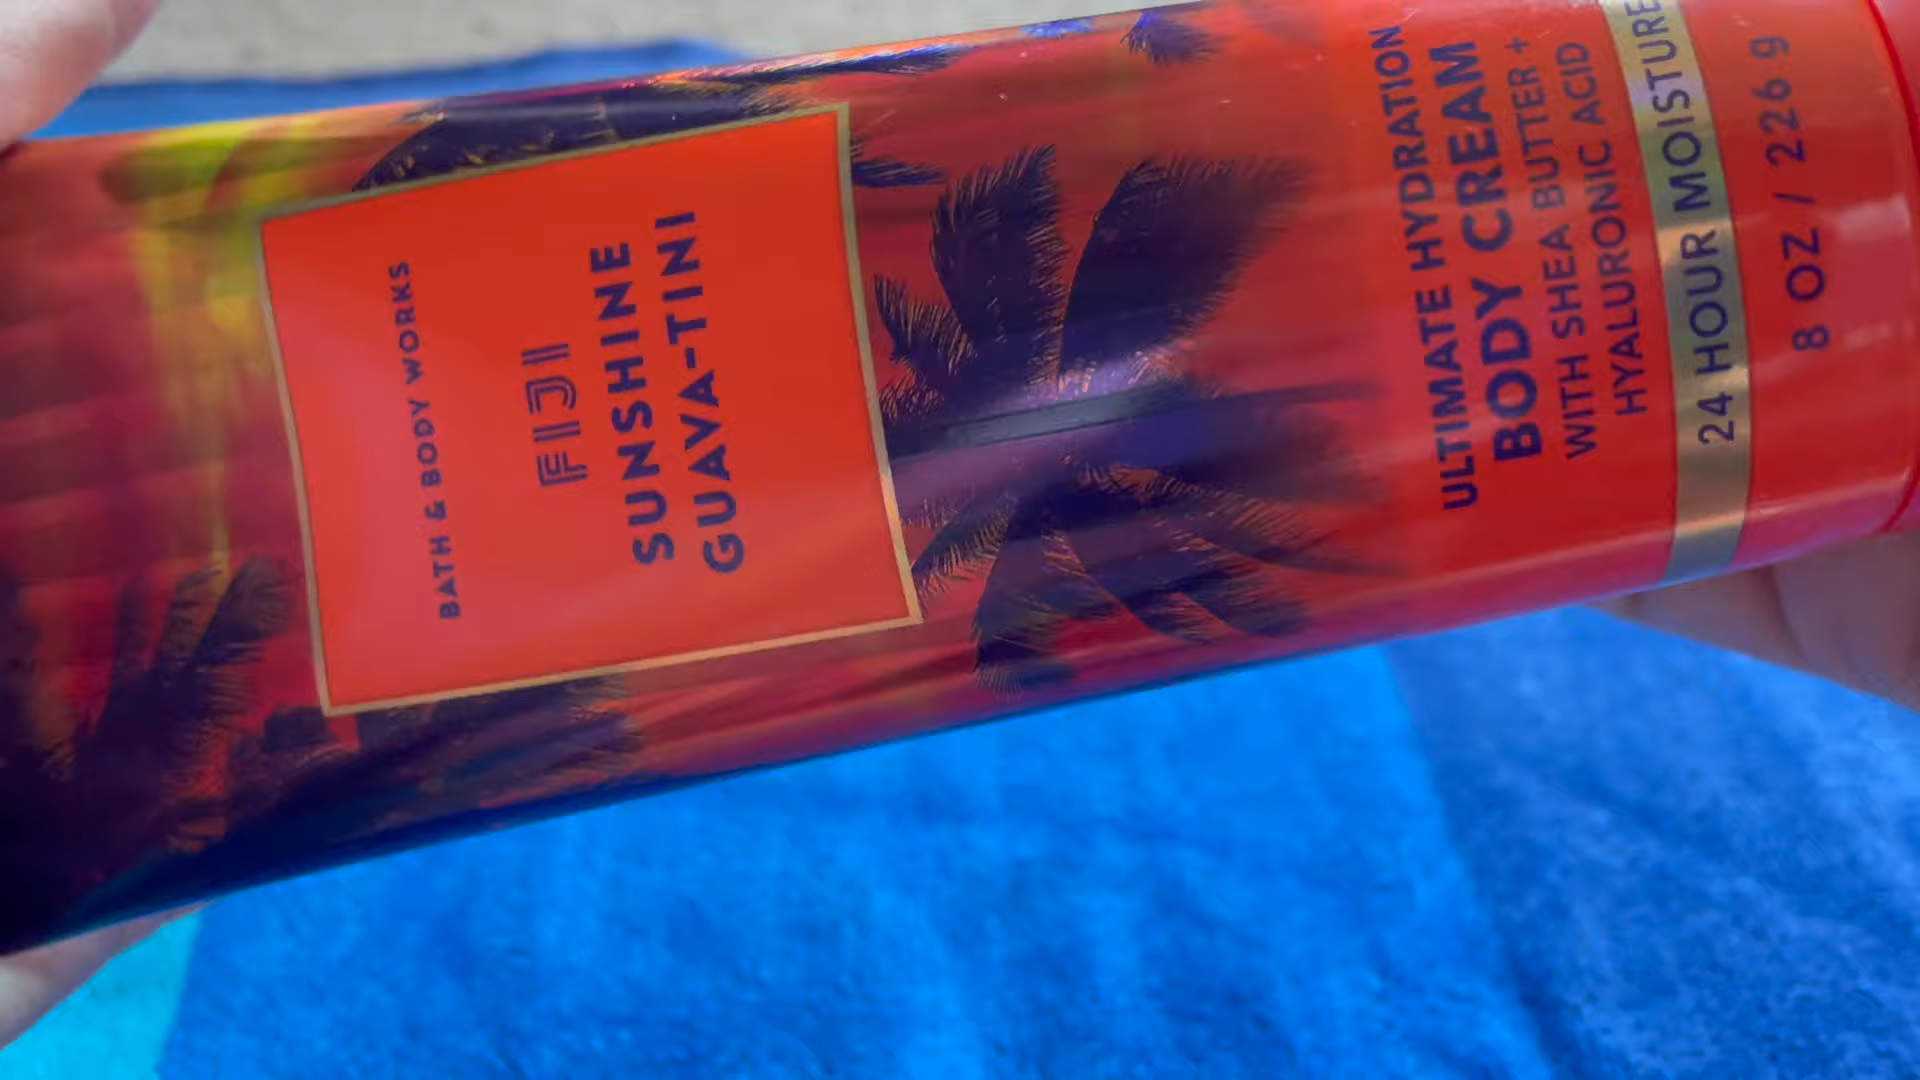 BATH & BODY WORKS
FIJI
SUNSHINE
GUAVA-TINI
ULTIMATE HYDRATION
BODY CREAM
WITH SHEA BUTTER +
HYALURONIC ACID
24 HOUR MOISTURE
8 OZ / 226 g